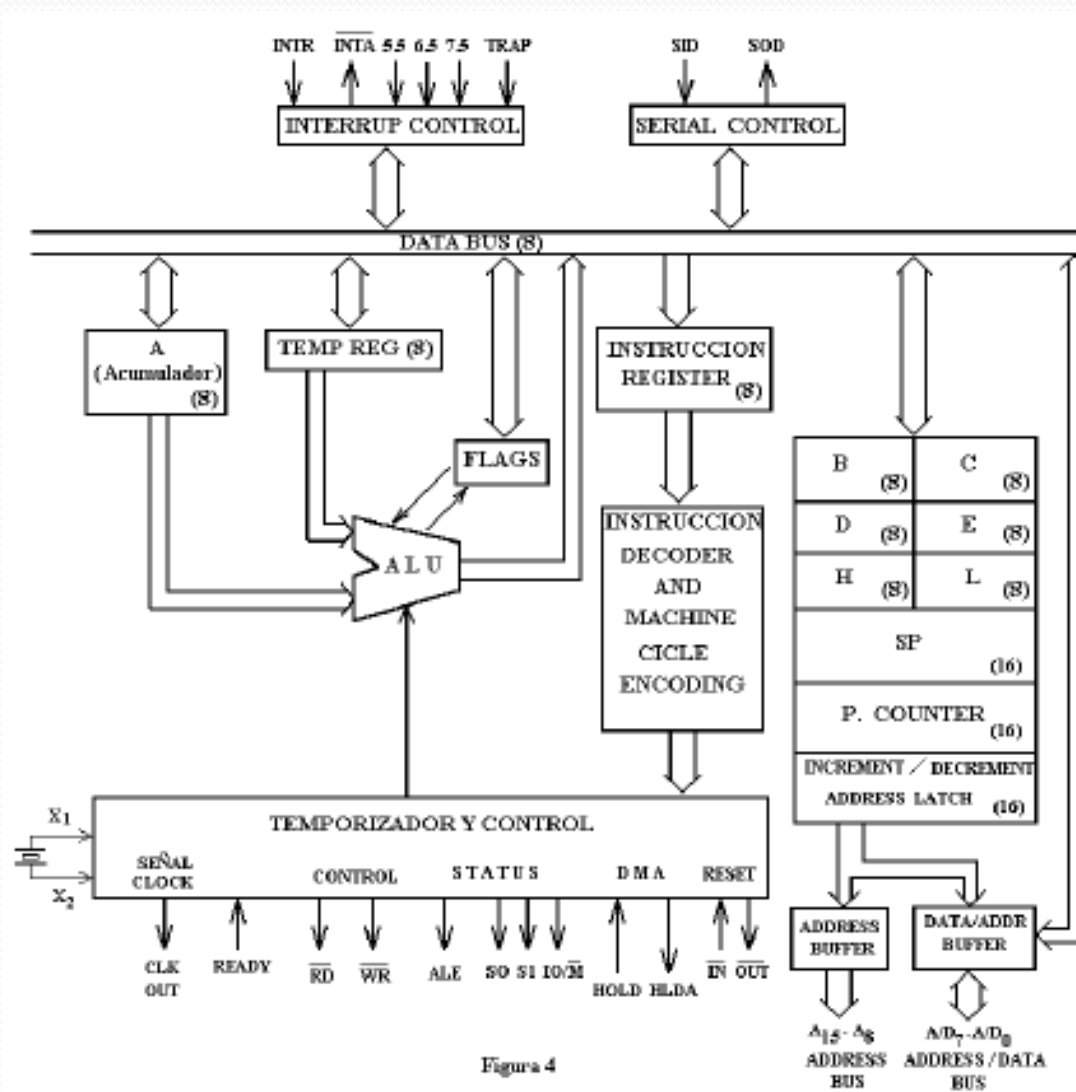 INTR INTA 5.5 6.5 7.5 TRAP
SID SOD
INTERRUP CONTROL
SERIAL CONTROL
DATA BUS (8)
A
(Acumulador)
(8)
TEMP REG (8)
INSTRUCCION
REGISTER (8)
FLAGS
ALU
INSTRUCCION
DECODER
AND
MACHINE
CICLE
ENCODING
B (8) C (8)
D (8) E (8)
H (8) L (8)
SP
(16)
P. COUNTER
(16)
INCREMENT / DECREMENT
ADDRESS LATCH (16)
X1
X2
TEMPORIZADOR Y CONTROL
SEÑAL
CLOCK
CONTROL
STATUS
DMA
RESET
CLK
OUT
READY
RD
WR
ALE
SO S1 IO/M
HOLD HLDA
IN OUT
ADDRESS
BUFFER
DATA/ADDR
BUFFER
A15-A8
ADDRESS
BUS
A/D7-A/D0
ADDRESS/DATA
BUS
Figura 4